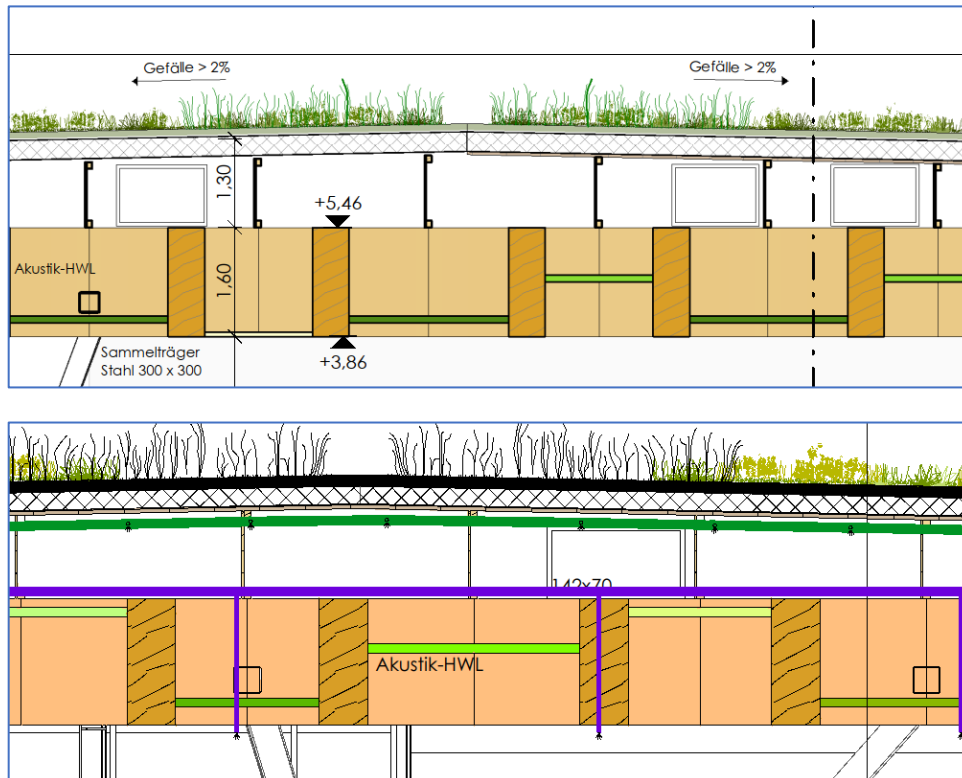 Gefälle > 2%
Gefälle > 2%
1,30
+5,46
Akustik-HWL
1,60
+3,86
Sammelträger
Stahl 300 x 300
142x70
Akustik-HWL